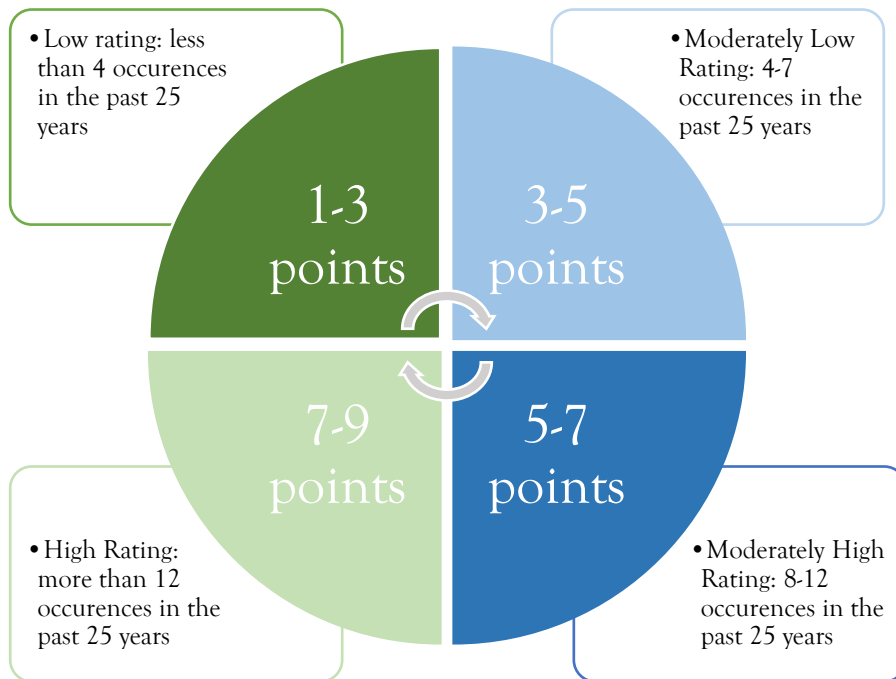 • Low rating: less
than 4 occurences
in the past 25
years
• Moderately Low
Rating: 4-7
occurences in the
past 25 years
1-3
points
3-5
points
7-9
points
5-7
points
• High Rating:
more than 12
occurences in the
past 25 years
• Moderately High
Rating: 8-12
occurences in the
past 25 years